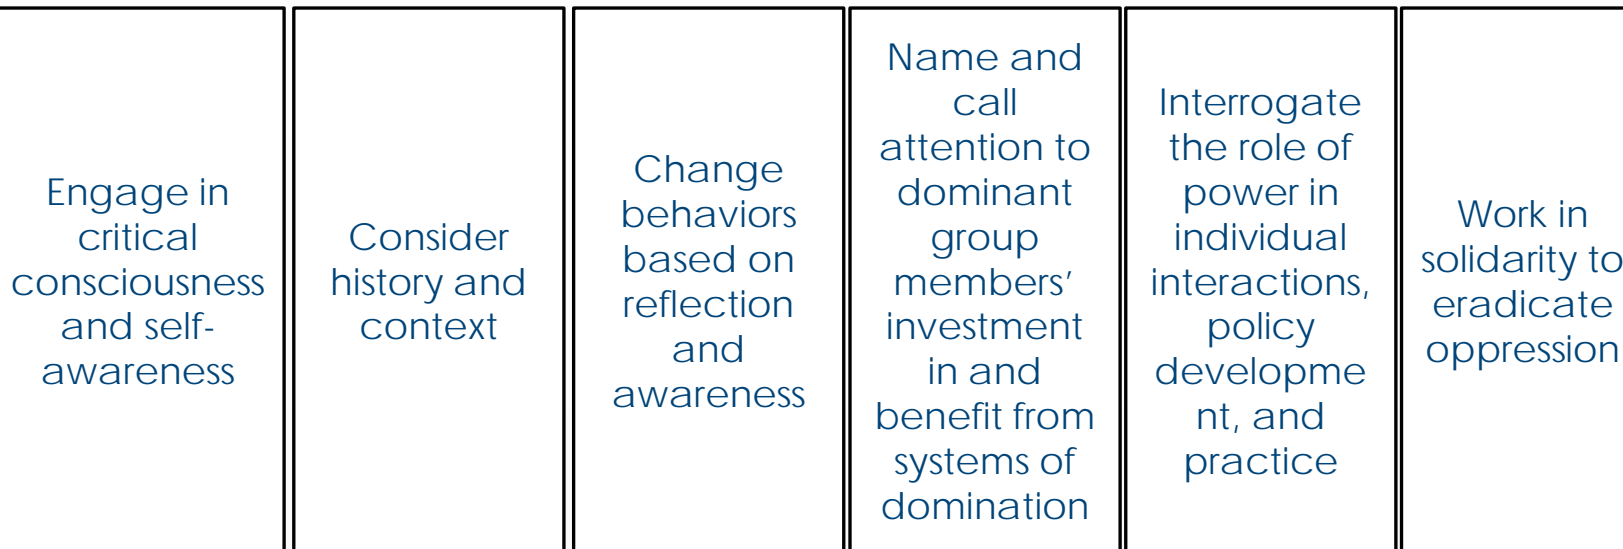 Engage in
critical
consciousness
and self-
awareness
Consider
history and
context
Change
behaviors
based on
reflection
and
awareness
Name and
call
attention to
dominant
group
members’
investment
in and
benefit from
systems of
domination
Interrogate
the role of
power in
individual
interactions,
policy
developme
nt, and
practice
Work in
solidarity to
eradicate
oppression